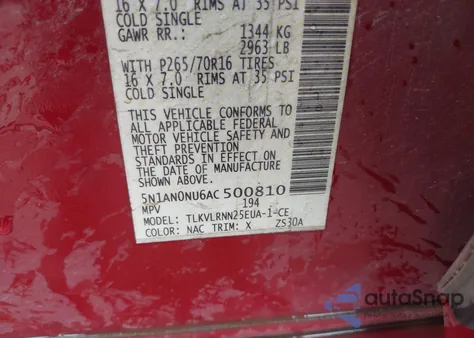 16 X 7.0 RIMS AT 35 PSI
COLD SINGLE
GAWR RR.: 1344 KG
2963 LB
WITH P265/70R16 TIRES
16 X 7.0 RIMS AT 35 PSI
COLD SINGLE
THIS VEHICLE CONFORMS TO
ALL APPLICABLE FEDERAL
MOTOR VEHICLE SAFETY AND
THEFT PREVENTION
STANDARDS IN EFFECT ON
THE DATE OF MANUFACTURE
SHOWN ABOVE.
5N1AN0NU6AC500810
MPV 194
MODEL: TLKVLRNN25EUA-1-CE
COLOR: NAC TRIM: X ZS30A
autoSnap